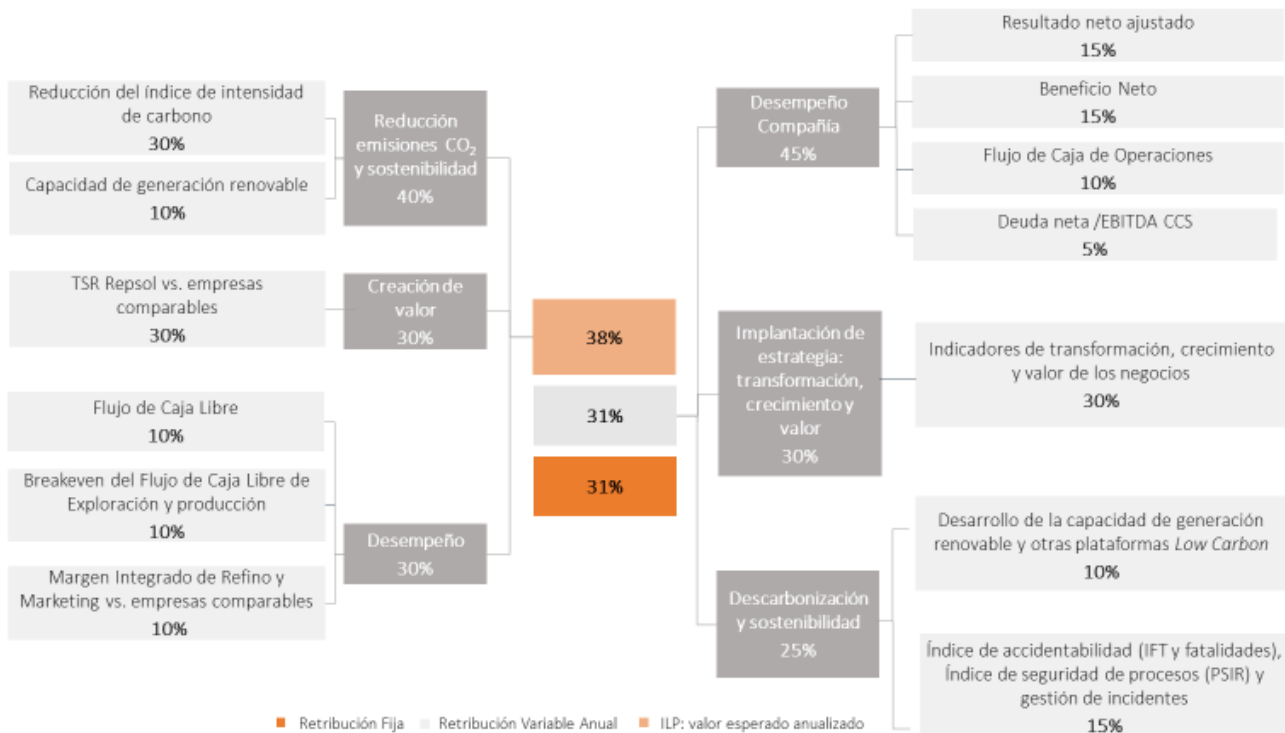 Reducción del índice de intensidad
de carbono
30%
Capacidad de generación renovable
10%
Reducción
emisiones CO₂
y sostenibilidad
40%
TSR Repsol vs. empresas
comparables
30%
Creación de
valor
30%
Flujo de Caja Libre
10%
Breakeven del Flujo de Caja Libre de
Exploración y producción
10%
Margen Integrado de Refino y
Marketing vs. empresas comparables
10%
Desempeño
30%
38%
31%
31%
Desempeño
Compañía
45%
Resultado neto ajustado
15%
Beneficio Neto
15%
Flujo de Caja de Operaciones
10%
Deuda neta /EBITDA CCS
5%
Implantación de
estrategia:
transformación,
crecimiento y
valor
30%
Indicadores de transformación, crecimiento
y valor de los negocios
30%
Descarbonización
y sostenibilidad
25%
Desarrollo de la capacidad de generación
renovable y otras plataformas Low Carbon
10%
Índice de accidentabilidad (IFT y fatalidades),
Índice de seguridad de procesos (PSIR) y
gestión de incidentes
15%
Retribución Fija
Retribución Variable Anual
ILP: valor esperado anualizado